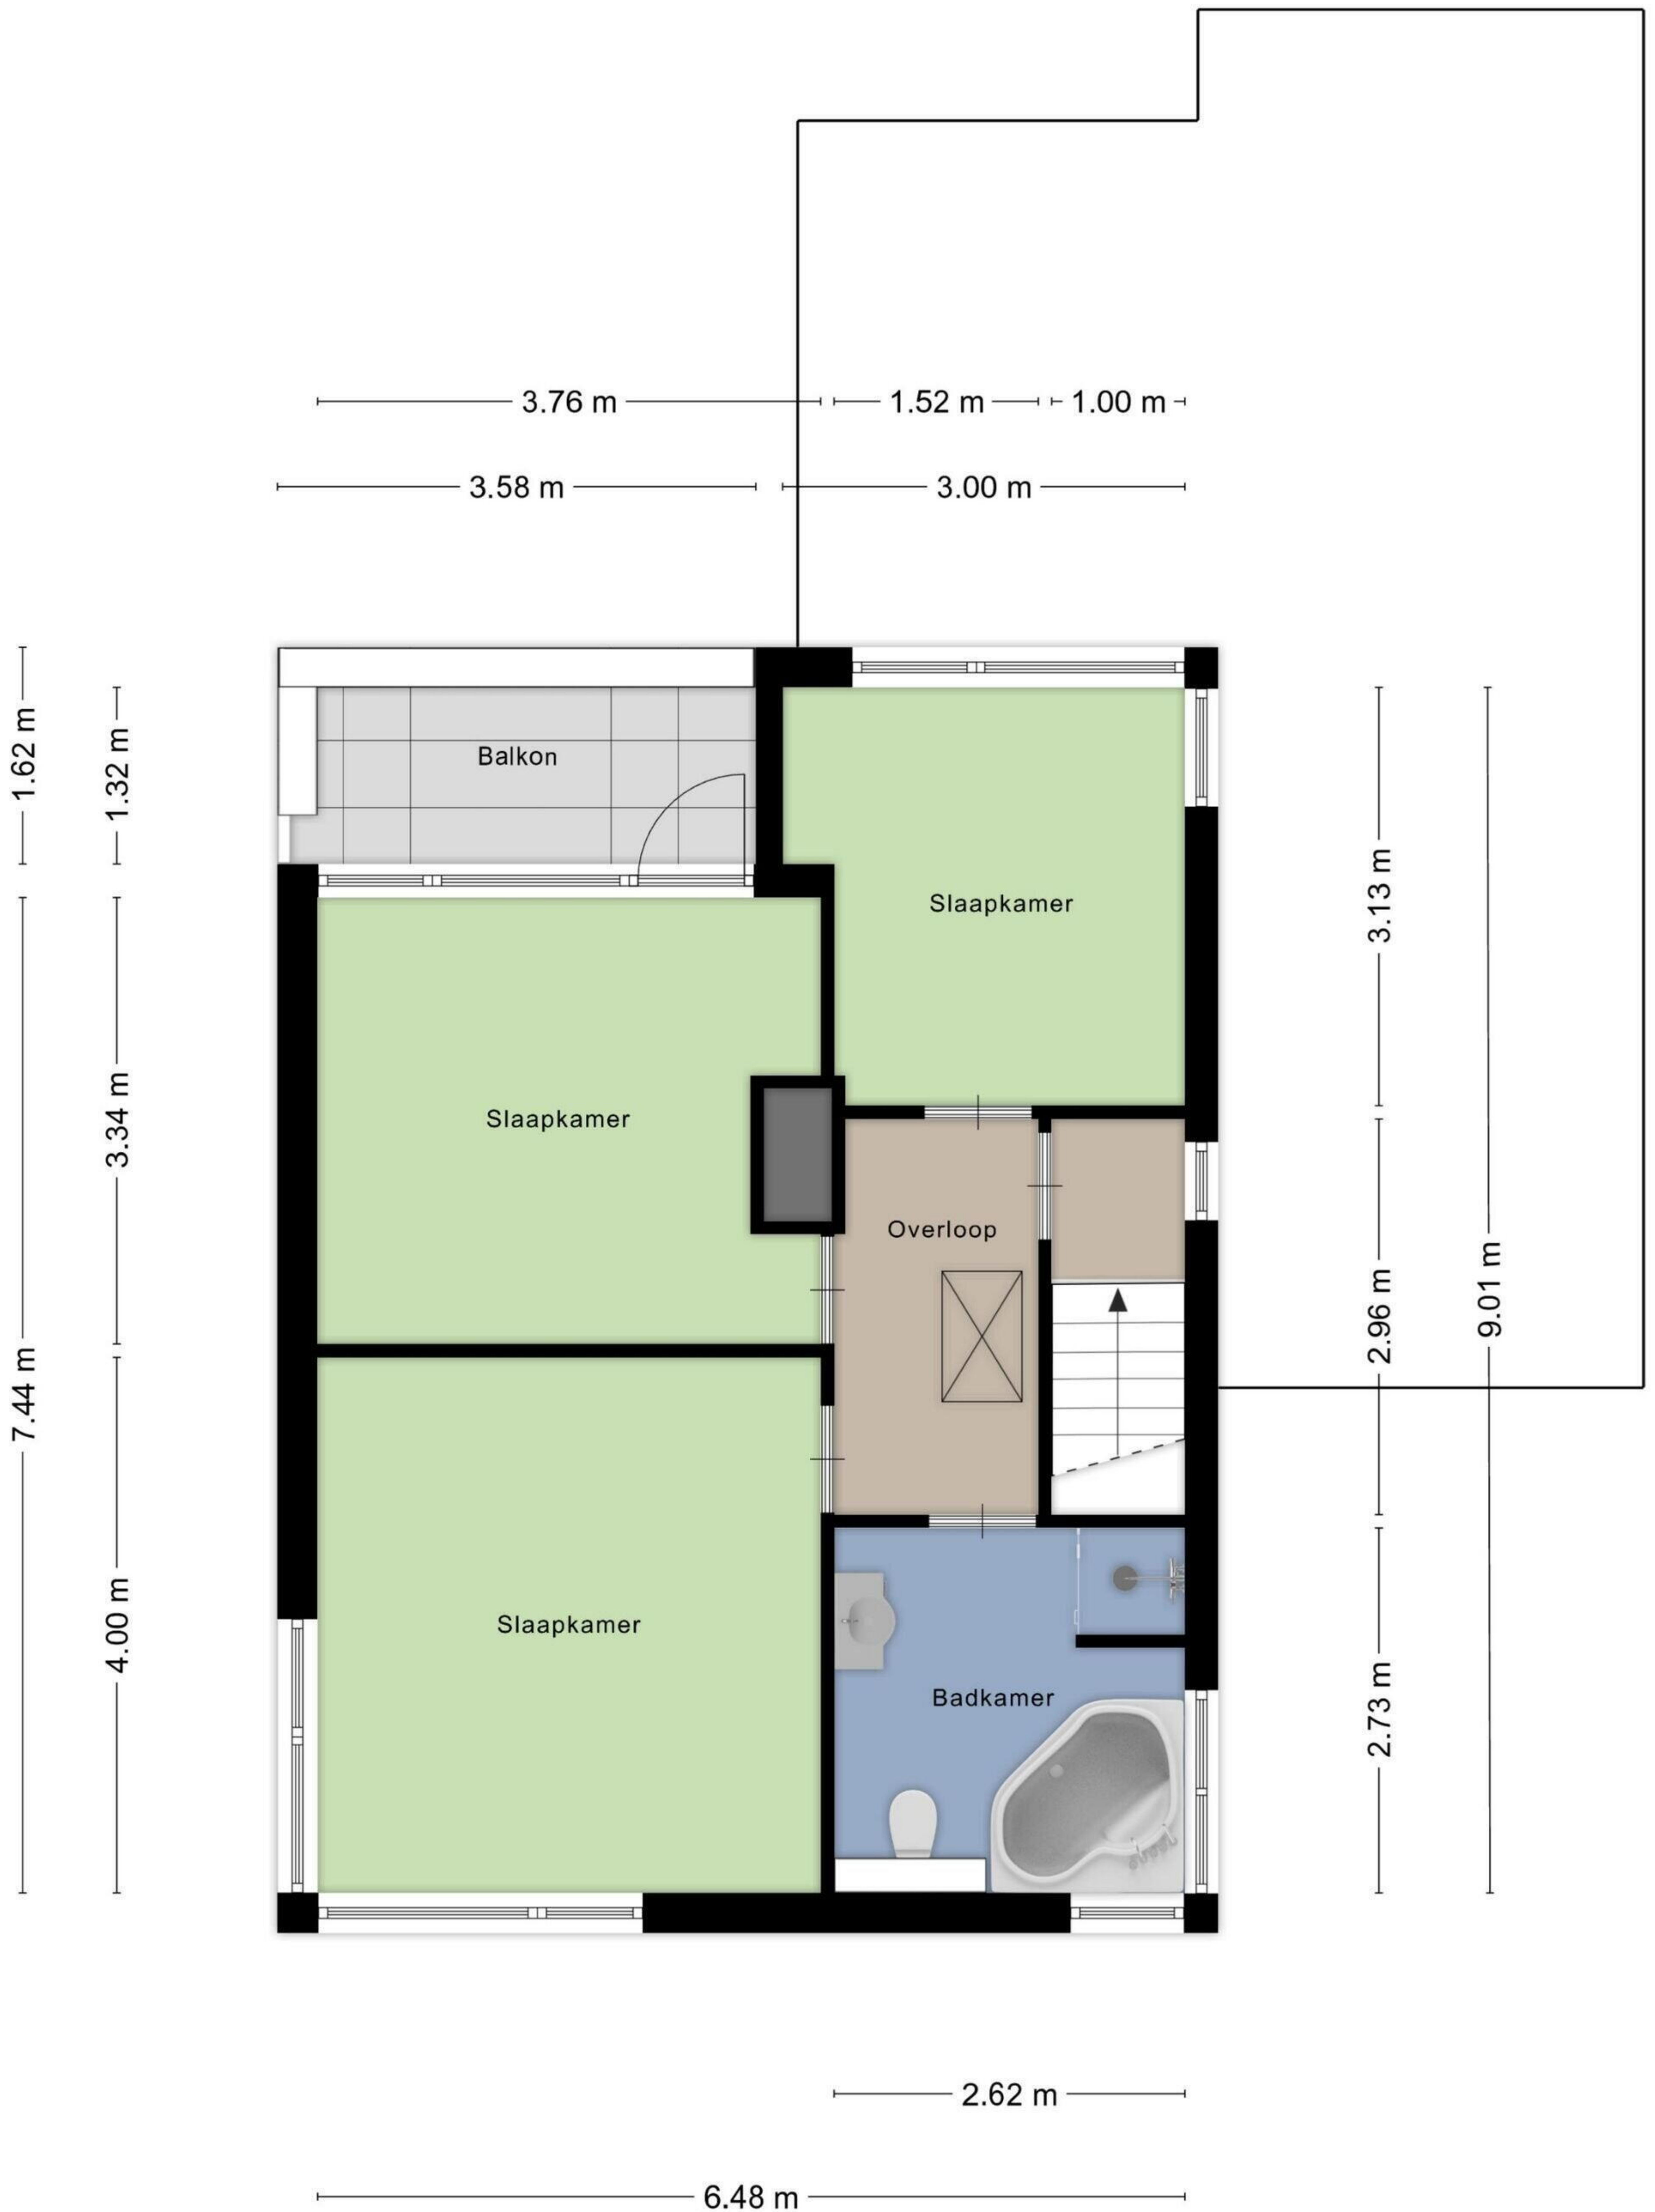 3.76 m
1.52 m
1.00 m
3.58 m
3.00 m
1.62 m
1.32 m
Balkon
Slaapkamer
3.13 m
Slaapkamer
3.34 m
Overloop
2.96 m
9.01 m
7.44 m
4.00 m
Slaapkamer
Badkamer
2.73 m
2.62 m
6.48 m